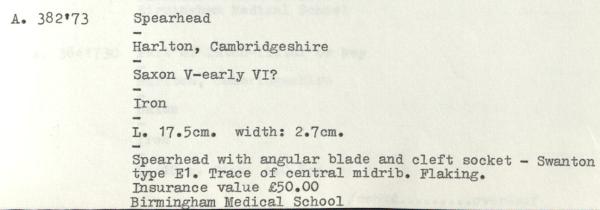 A. 382'73 Spearhead
-
Harlton, Cambridgeshire
-
Saxon V-early VI?
-
Iron
-
L. 17.5cm. width: 2.7cm.
-
Spearhead with angular blade and cleft socket - Swanton
type E1. Trace of central midrib. Flaking.
Insurance value £50.00
Birmingham Medical School